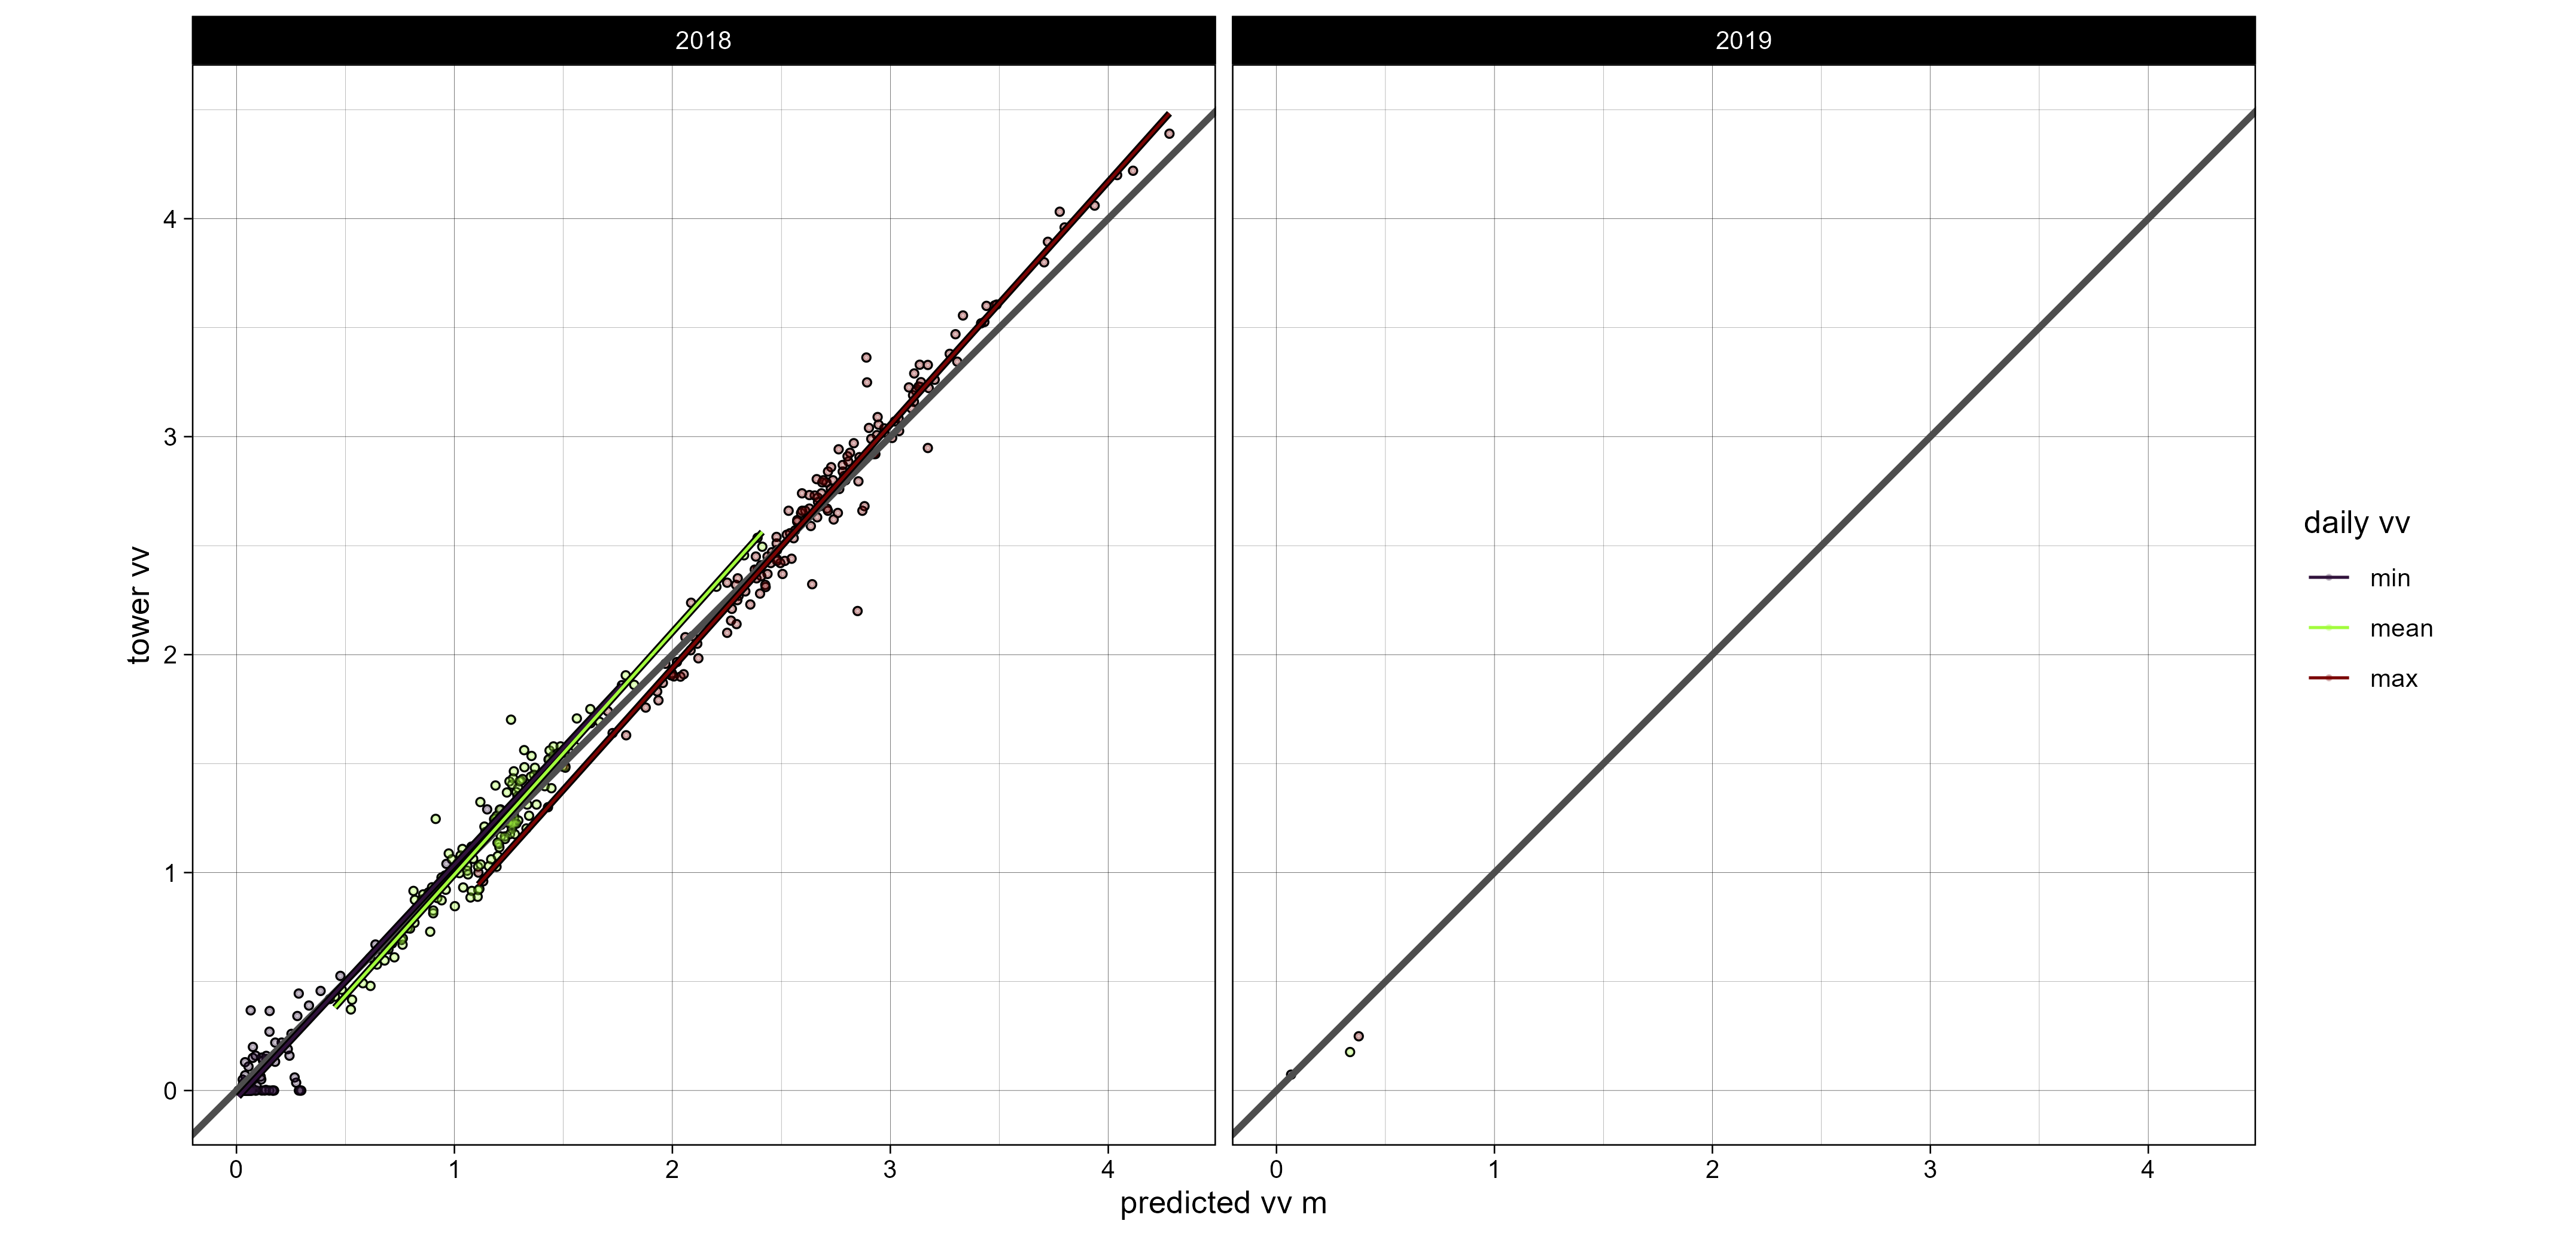 2018 2019
4
3
2
1
0
tower vv
0 1 2 3 4 0 1 2 3 4
predicted vv m
daily vv
min
mean
max